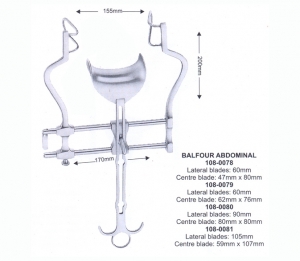 155mm
200mm
170mm
BALFOUR ABDOMINAL
108-0078
Lateral blades: 60mm
Centre blade: 47mm x 80mm
108-0079
Lateral blades: 60mm
Centre blade: 62mm x 76mm
108-0080
Lateral blades: 90mm
Centre blade: 80mm x 80mm
108-0081
Lateral blades: 105mm
Centre blade: 59mm x 107mm